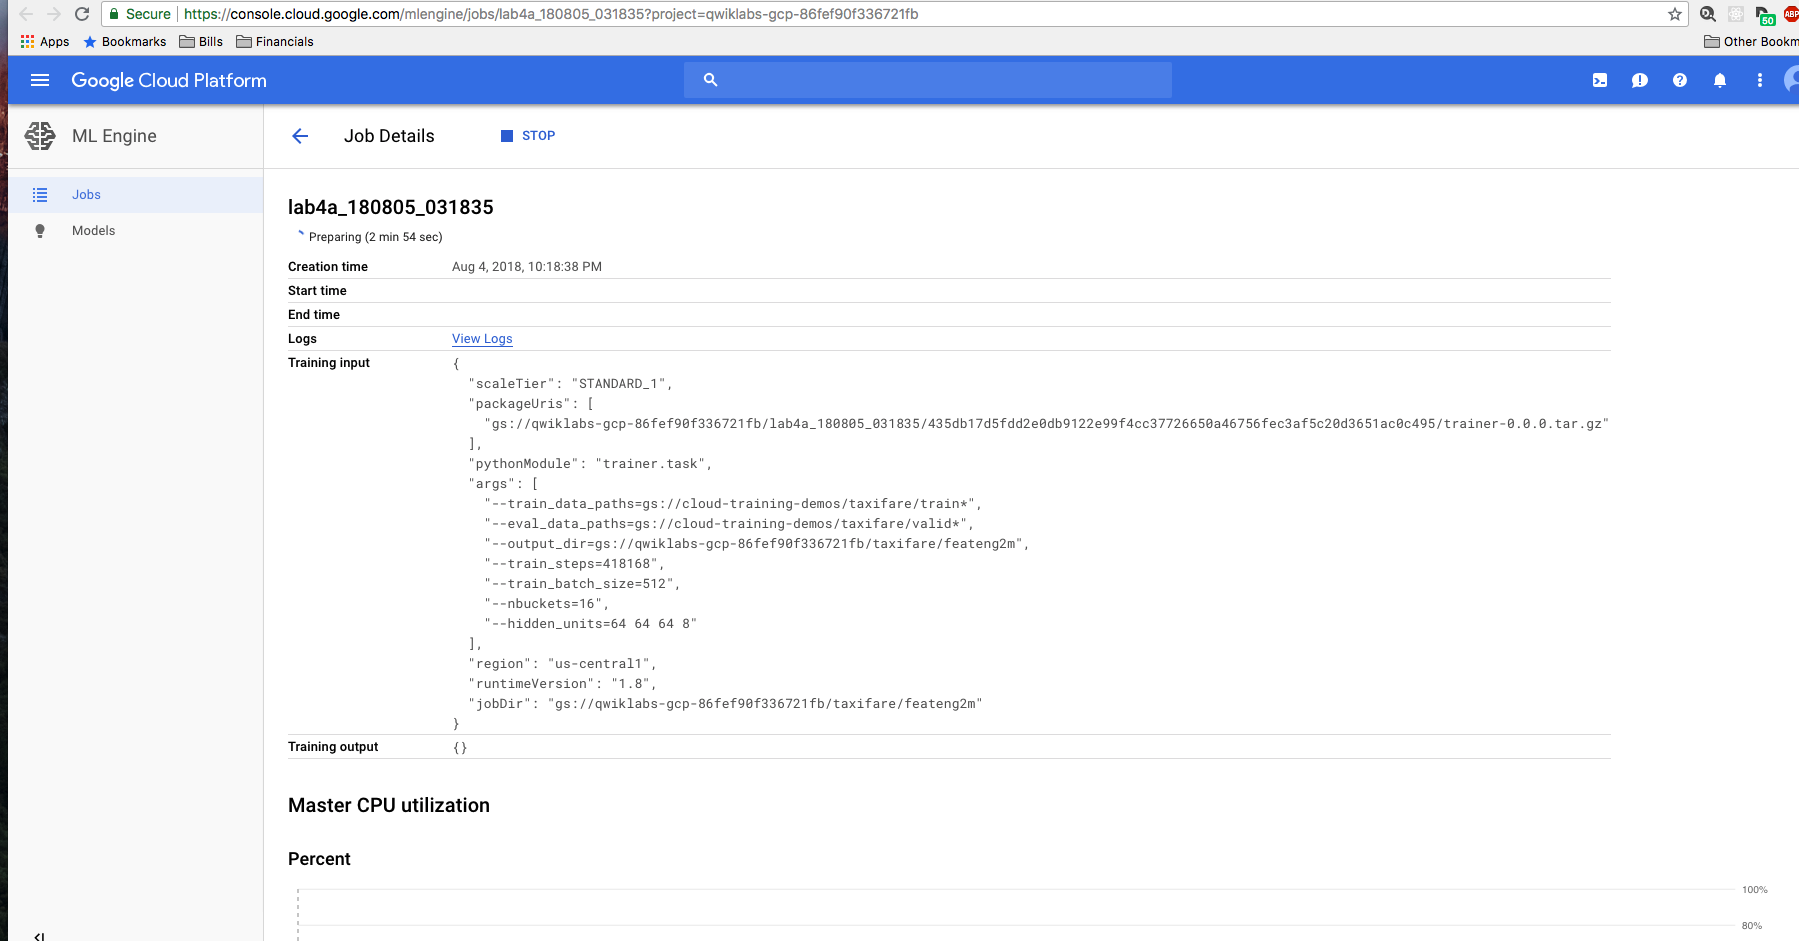 Secure https://console.cloud.google.com/mlengine/jobs/lab4a_180805_031835?project=qwiklabs-gcp-86fef90f336721fb
50 ABP
Apps Bookmarks Bills Financials Other Bookm
Google Cloud Platform
ML Engine
Job Details STOP
Jobs
Models
lab4a_180805_031835
Preparing (2 min 54 sec)
Creation time Aug 4, 2018, 10:18:38 PM
Start time
End time
Logs View Logs
Training input {
"scaleTier": "STANDARD_1",
"packageUris": [
"gs://qwiklabs-gcp-86fef90f336721fb/lab4a_180805_031835/435db17d5fdd2e0db9122e99f4cc37726650a46756fec3af5c20d3651ac0c495/trainer-0.0.0.tar.gz"
],
"pythonModule": "trainer.task",
"args": [
"--train_data_paths=gs://cloud-training-demos/taxifare/train*",
"--eval_data_paths=gs://cloud-training-demos/taxifare/valid*",
"--output_dir=gs://qwiklabs-gcp-86fef90f336721fb/taxifare/feateng2m",
"--train_steps=418168",
"--train_batch_size=512",
"--nbuckets=16",
"--hidden_units=64 64 64 8"
],
"region": "us-central1",
"runtimeVersion": "1.8",
"jobDir": "gs://qwiklabs-gcp-86fef90f336721fb/taxifare/feateng2m"
}
Training output {}
Master CPU utilization
Percent
100%
80%